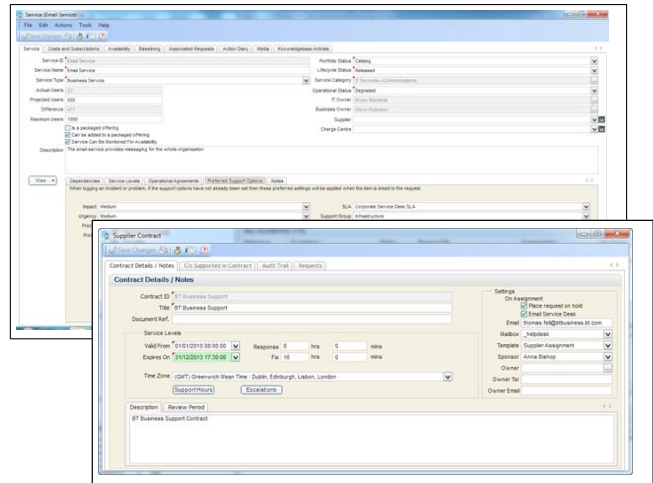 Service (Email Service)
File Edit Actions Tools Help
Save Changes
Service Costs and Subscriptions Availability Baselining Associated Requests Action Diary Media Knowledgebase Articles
Service ID Email Service Portfolio Status Catalog
Service Name Email Service Lifecycle Status Released
Service Type Business Service Service Category IT Services->Communications
Actual Users 23 Operational Status Degraded
Projected Users 500 IT Owner
Difference 477 Business Owner
Maximum Users 1000 Supplier
Is a packaged offering Charge Centre
Can be added to a packaged offering
Service Can Be Monitored For Availability
Description The email service provides messaging for the whole organisation
View Dependencies Service Levels Operational Agreements Preferred Support Options Notes
When logging an incident or problem, if the support options have not already been set then these preferred settings will be applied when the item is linked to the request.
Impact Medium SLA Corporate Service Desk SLA
Urgency Medium Support Group Infrastructure
Supplier Contract
Save Changes
Contract Details / Notes CIs Supported in Contract Audit Trail Requests
Contract Details / Notes
Settings
Contract ID BT Business Support On Assignment
Title BT Business Support Place request on hold
Document Ref. Email Service Desk
Email thomas.fell@btbusiness.bt.com
Service Levels Mailbox _helpdesk
Valid From 01/01/2010 00:00:00 Response 6 hrs 0 mins Template Supplier Assignment
Expires On 31/12/2013 17:30:00 Fix 16 hrs 0 mins Sponsor Anna Bishop
Owner
Time Zone (GMT) Greenwich Mean Time : Dublin, Edinburgh, Lisbon, London Owner Tel
Support Hours Escalations Owner Email
Description Review Period
BT Business Support Contract